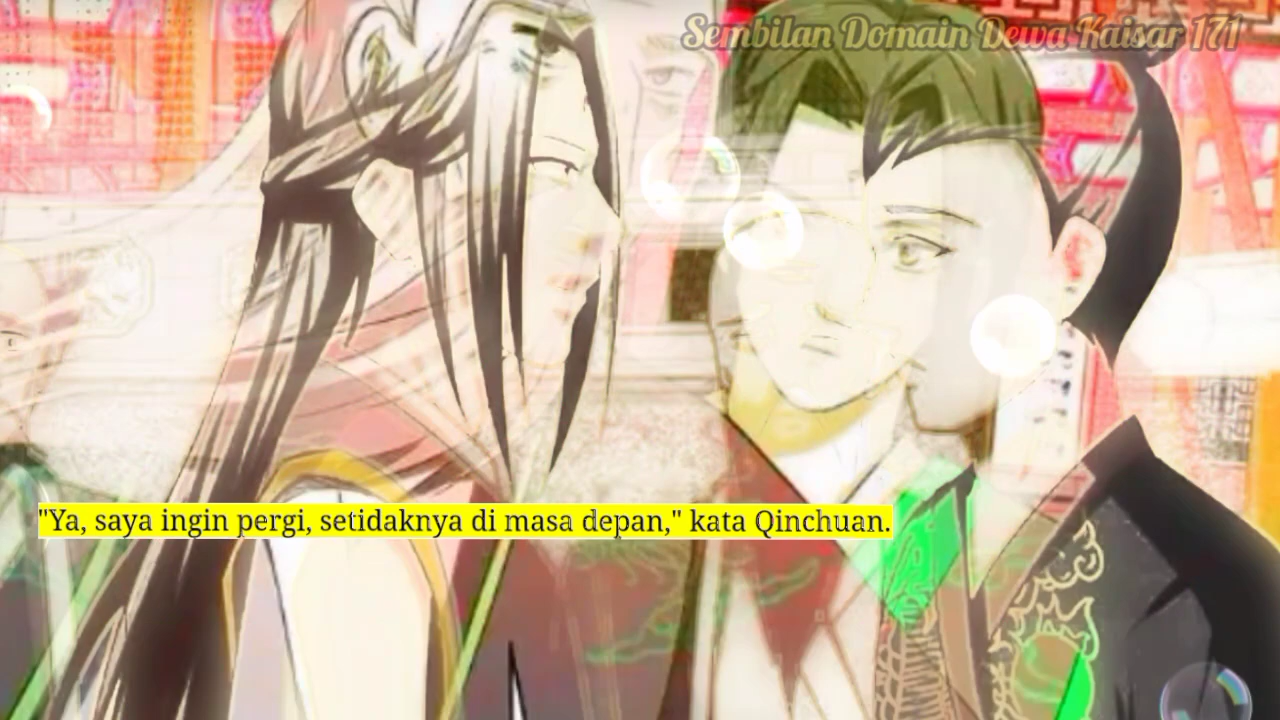 Sembilan Domain Dewa Kaisar 171
"Ya, saya ingin pergi, setidaknya di masa depan," kata Qinchuan.